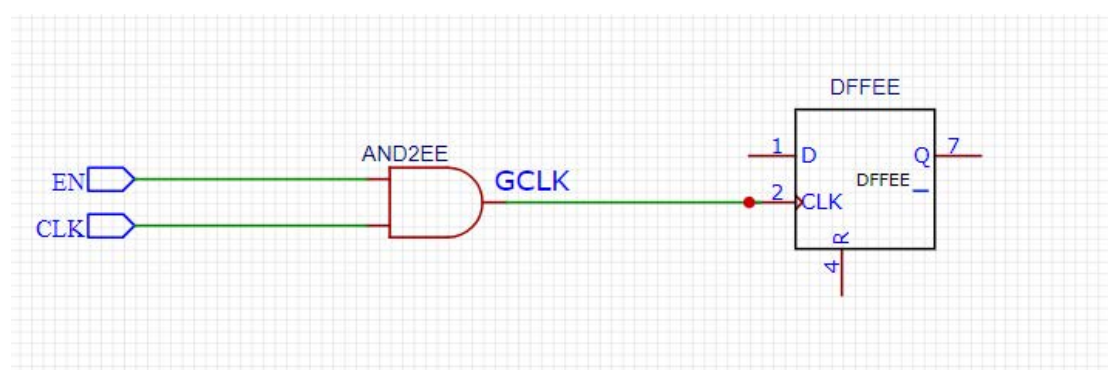 DFFEE
AND2EE
EN
CLK
GCLK
1 D Q 7
DFFEE
2 CLK
R
4